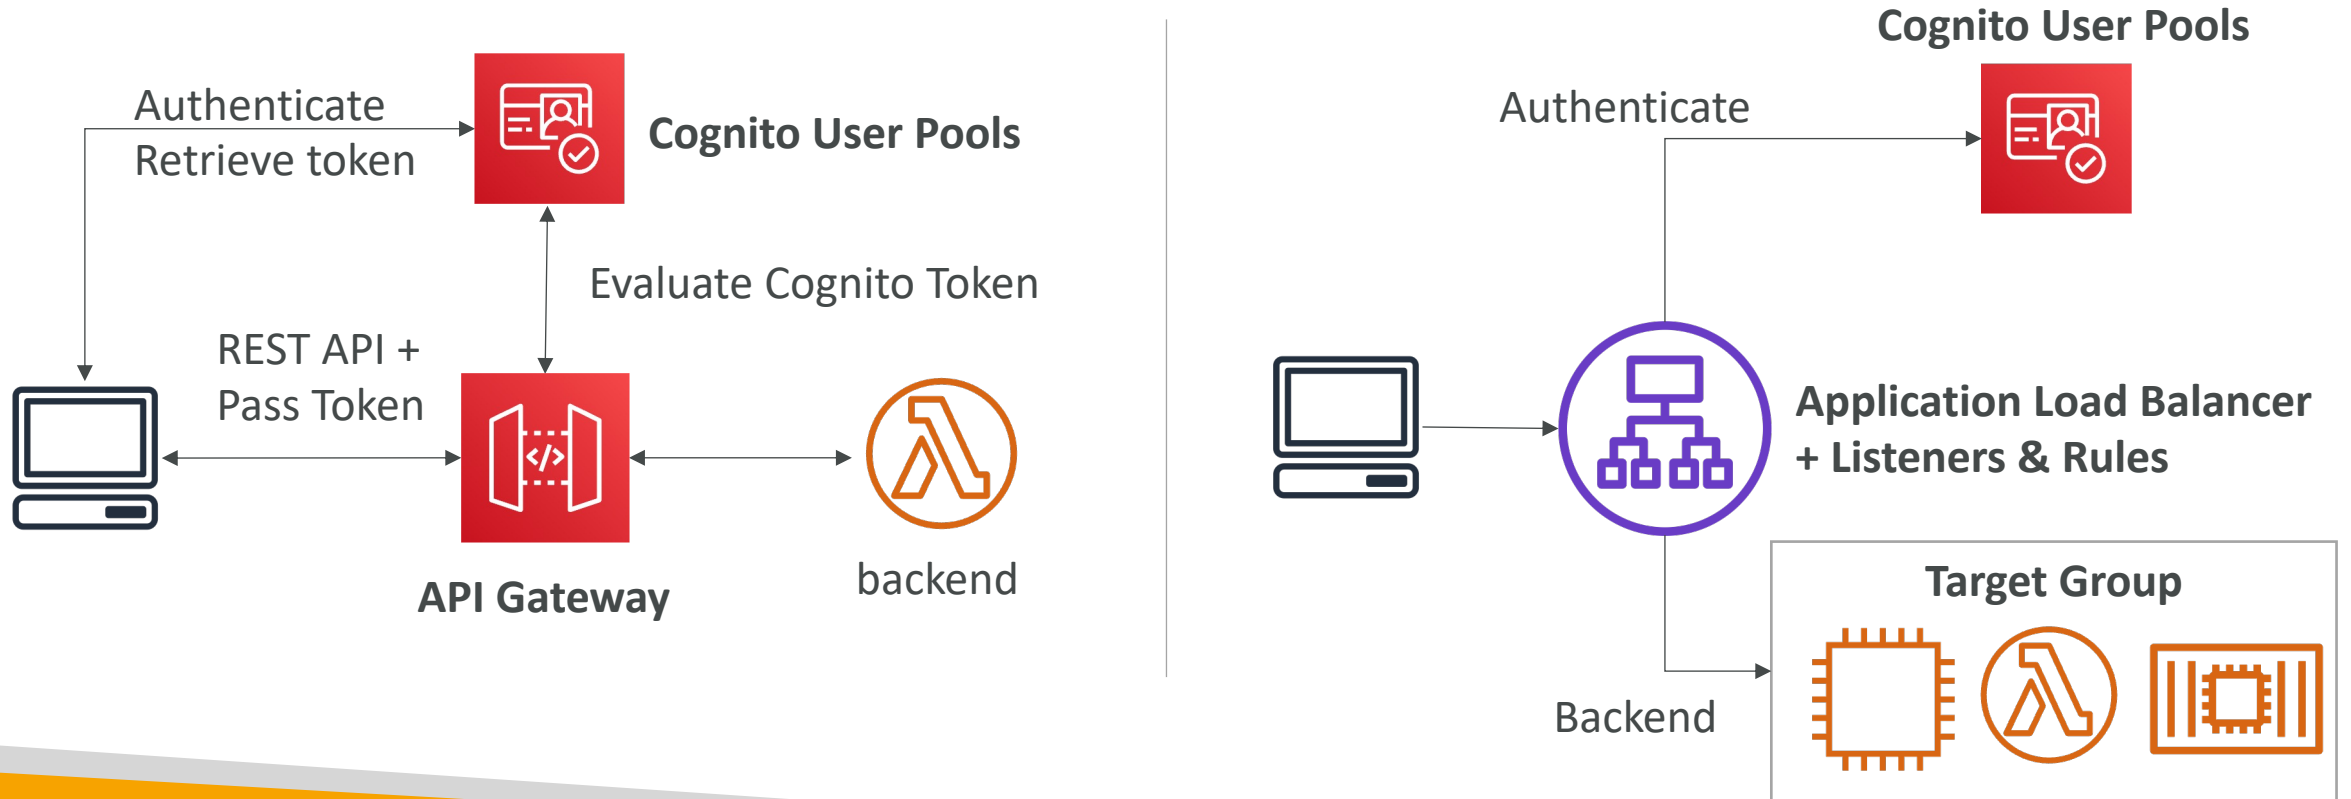 Authenticate
Retrieve token
Cognito User Pools
Evaluate Cognito Token
REST API +
Pass Token
</>
API Gateway
backend
Cognito User Pools
Authenticate
Application Load Balancer
+ Listeners & Rules
Target Group
Backend